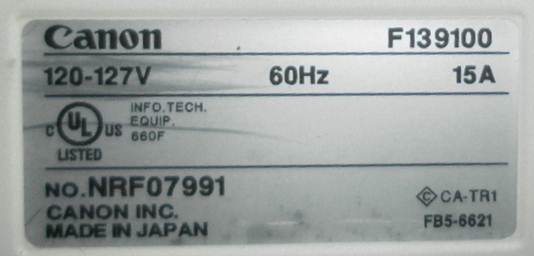 Canon F139100
120-127V 60Hz 15A
C UL US LISTED
INFO.TECH.
EQUIP.
660F
NO.NRF07991
CANON INC.
MADE IN JAPAN
C CA-TR1
FB5-6621